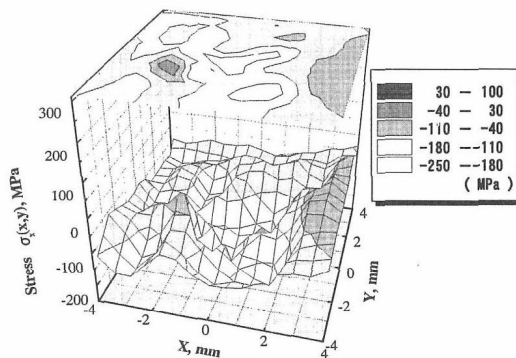 300
200
100
0
-100
-200
Stress σx(x,y), MPa
-4
-2
0
2
4
X, mm
4
2
0
-2
Y, mm
30 — 100
-40 — 30
-110 — -40
-180 — -110
-250 — -180
( MPa )